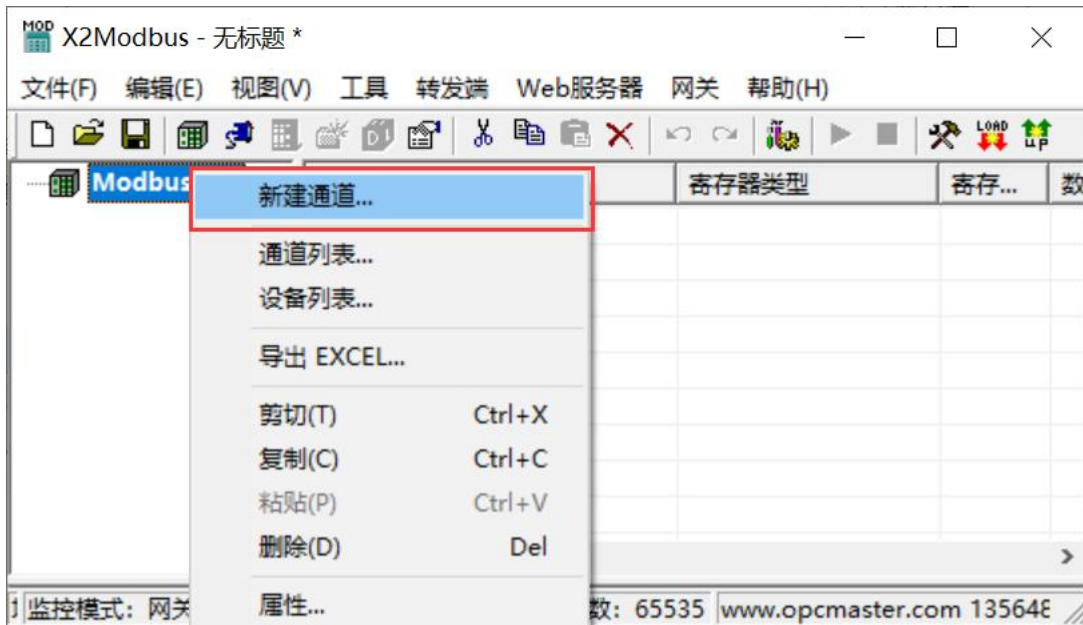 MOD X2Modbus - 无标题 *
文件(F) 编辑(E) 视图(V) 工具 转发端 Web服务器 网关 帮助(H)
LOAD up
Modbus 寄存器类型 寄存... 数
新建通道...
通道列表...
设备列表...
导出 EXCEL...
剪切(T) Ctrl+X
复制(C) Ctrl+C
粘贴(P) Ctrl+V
删除(D) Del
属性...
监控模式: 网关 数: 65535 www.opcmaster.com 135648